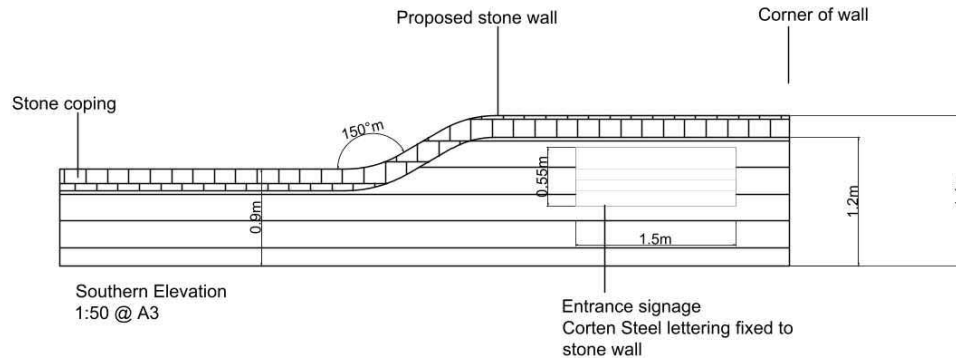 Proposed stone wall
Corner of wall
Stone coping
150°m
0.55m
0.9m
1.2m
1.5m
Southern Elevation
1:50 @ A3
Entrance signage
Corten Steel lettering fixed to
stone wall